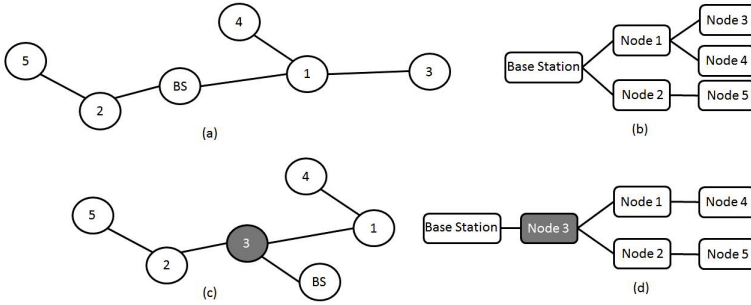 4
5
BS
1
3
2
(a)
Node 3
Node 1
Base Station
Node 4
Node 2
Node 5
(b)
4
5
3
1
2
BS
(c)
Node 1
Node 4
Base Station
Node 3
Node 2
Node 5
(d)